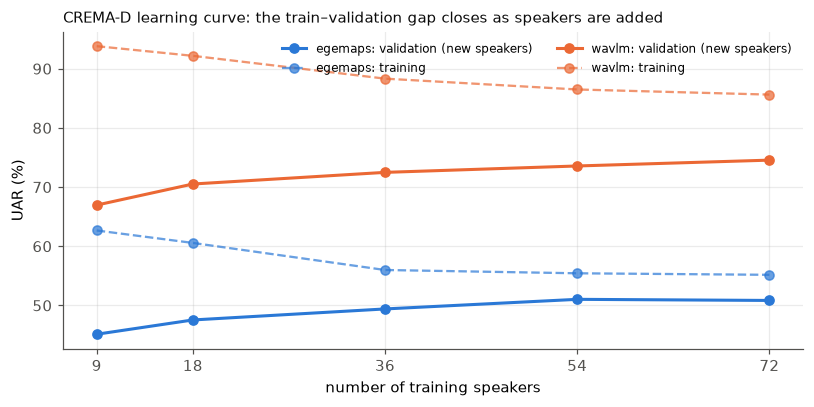 CREMA-D learning curve: the train–validation gap closes as speakers are added
egemaps: validation (new speakers)
egemaps: training
wavlm: validation (new speakers)
wavlm: training
UAR (%)
90
80
70
60
50
9 18 36 54 72
number of training speakers